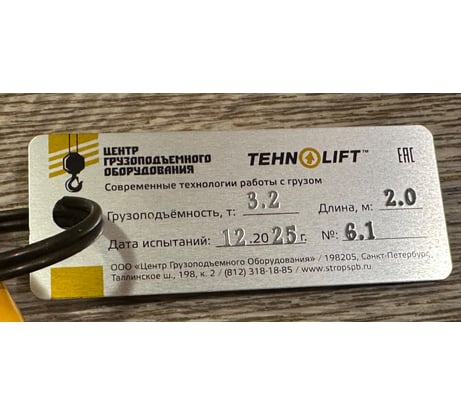 ЦЕНТР
ГРУЗОПОДЪЕМНОГО
ОБОРУДОВАНИЯ
TEHNOLIFT™
EAC
Современные технологии работы с грузом
Грузоподъёмность, т: 3.2 Длина, м: 2.0
Дата испытаний: 12.2025г. №: 6.1
ООО «Центр Грузоподъемного Оборудования» / 198205, Санкт-Петербург,
Таллинское ш., 198, к. 2 / (812) 318-18-85 / www.stropspb.ru